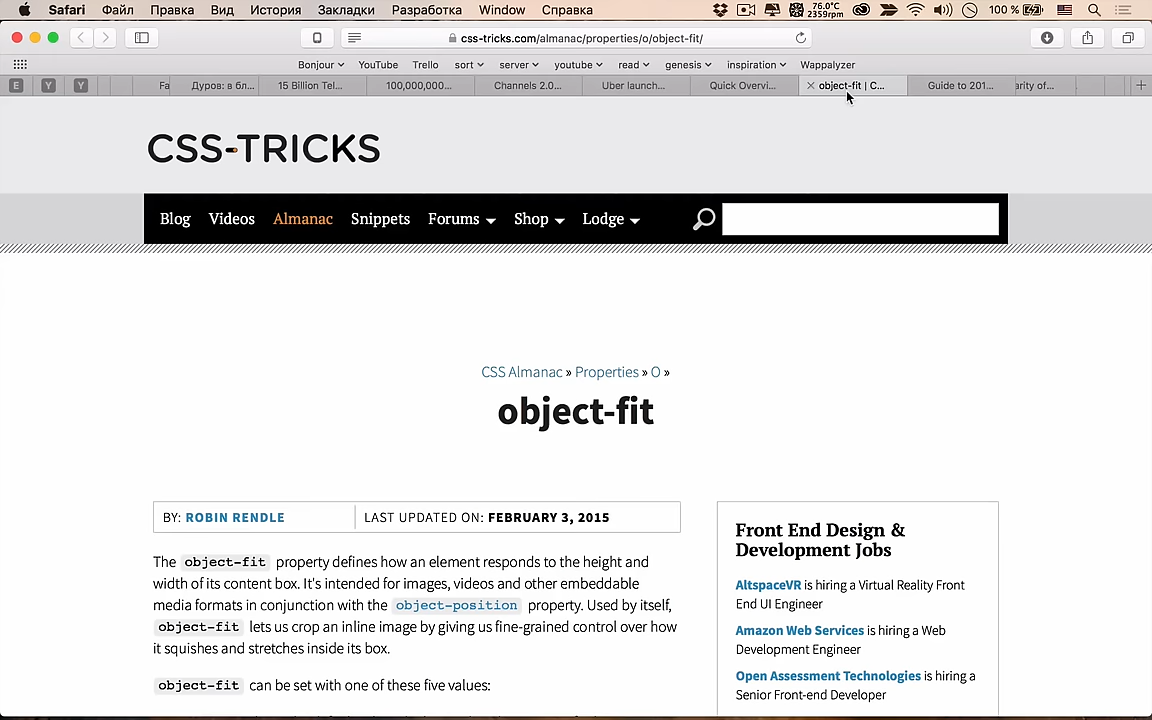 Safari Файл Правка Вид История Закладки Разработка Window Справка 76.0°C 2359rpm 100 %
css-tricks.com/almanac/properties/o/object-fit/
Bonjour YouTube Trello sort server youtube read genesis inspiration Wappalyzer
E Y Y Fa Дуров: в бл... 15 Billion Tel... 100,000,000... Channels 2.0... Uber launch... Quick Overvi... object-fit | C... Guide to 201... arity of...
CSS-TRICKS
Blog Videos Almanac Snippets Forums Shop Lodge
CSS Almanac » Properties » O »
object-fit
BY: ROBIN RENDLE LAST UPDATED ON: FEBRUARY 3, 2015
The object-fit property defines how an element responds to the height and
width of its content box. It's intended for images, videos and other embeddable
media formats in conjunction with the object-position property. Used by itself,
object-fit lets us crop an inline image by giving us fine-grained control over how
it squishes and stretches inside its box.
object-fit can be set with one of these five values:
Front End Design &
Development Jobs
AltspaceVR is hiring a Virtual Reality Front
End UI Engineer
Amazon Web Services is hiring a Web
Development Engineer
Open Assessment Technologies is hiring a
Senior Front-end Developer